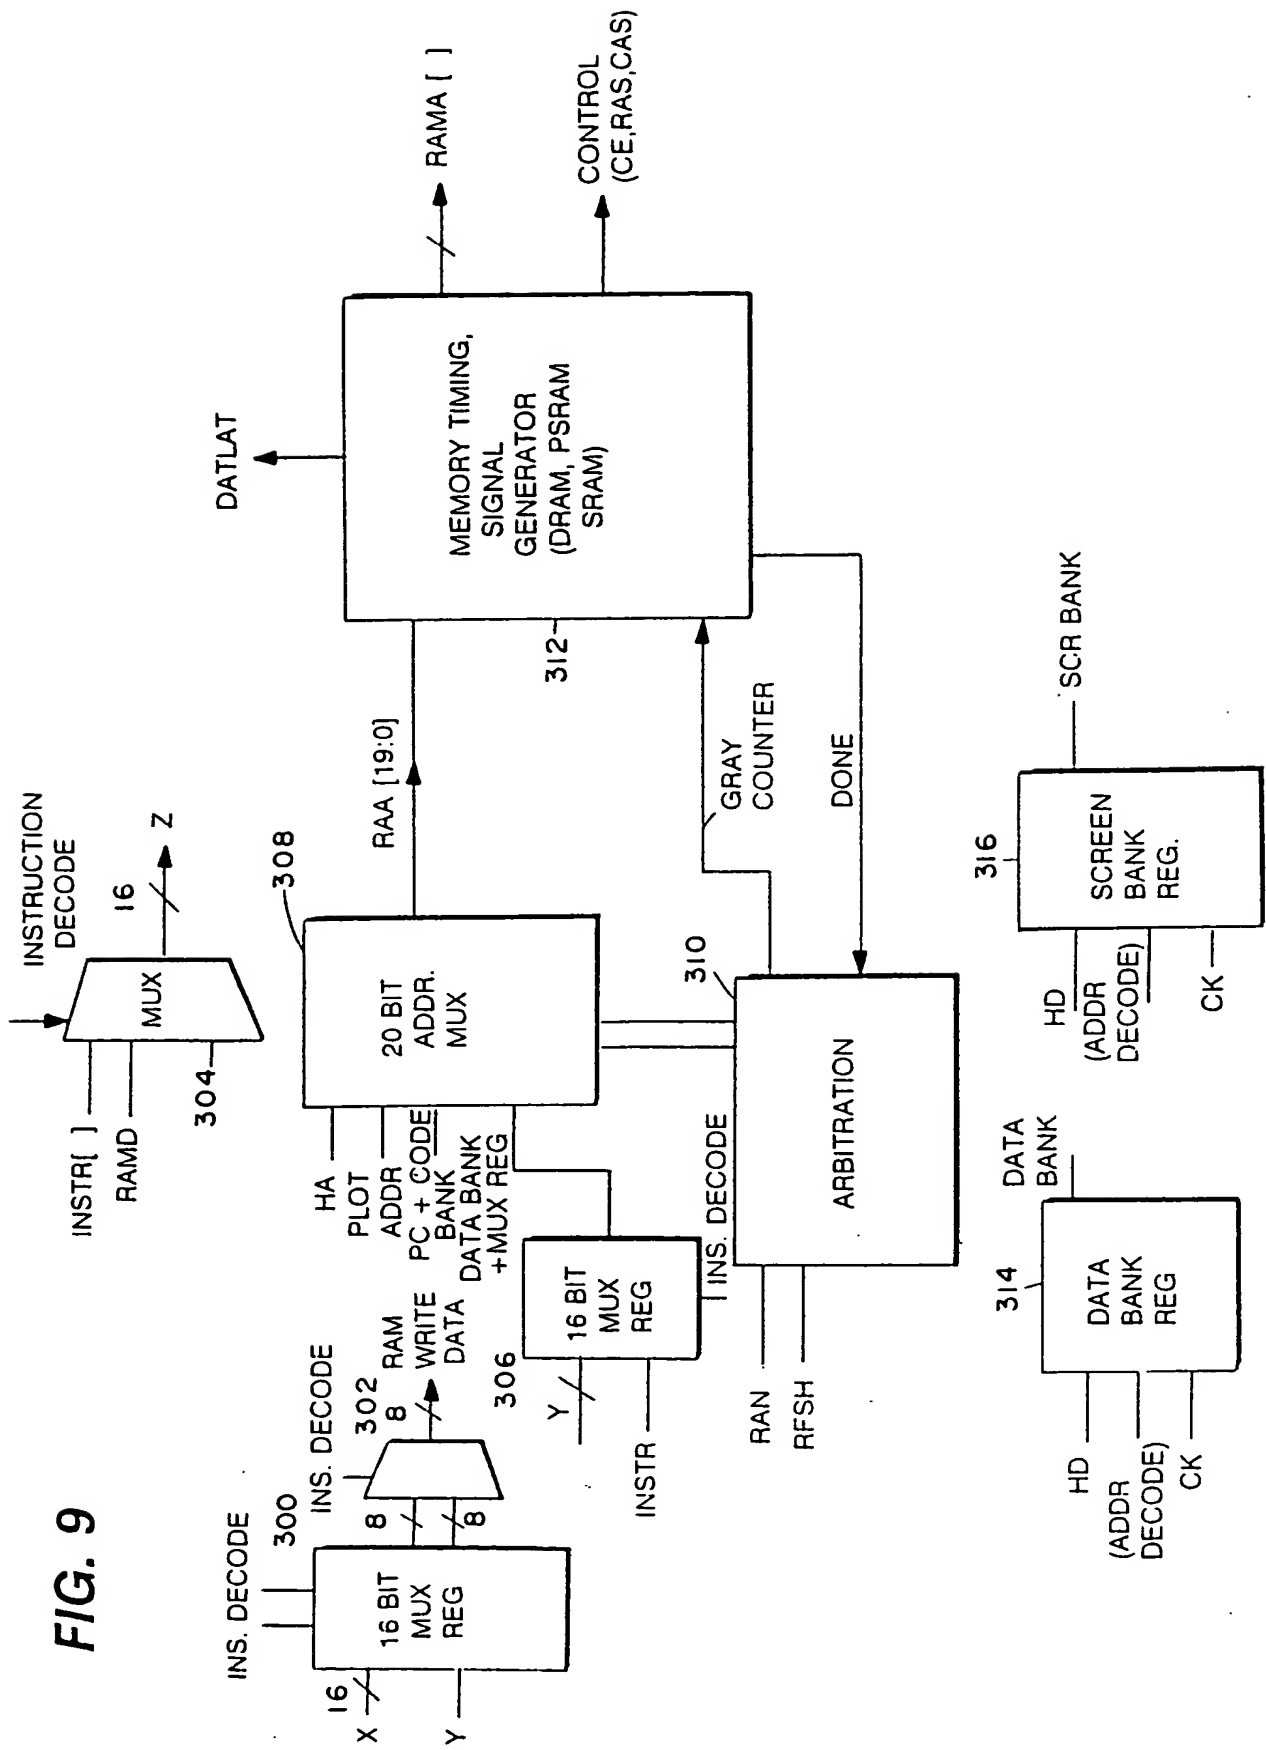 FIG. 9
X
16
Y
INS. DECODE
300
16 BIT
MUX
REG
8
8
INS. DECODE
302
8
RAM
WRITE
DATA
INSTR[ ]
RAMD
304
INSTRUCTION
DECODE
MUX
16
Z
306
Y
INSTR
16 BIT
MUX
REG
INS. DECODE
HA
PLOT
ADDR
PC + CODE
BANK
DATA BANK
+MUX REG
308
20 BIT
ADDR.
MUX
RAA [19:0]
RAN
RFSH
310
ARBITRATION
GRAY
COUNTER
DONE
312
MEMORY TIMING,
SIGNAL
GENERATOR
(DRAM, PSRAM
SRAM)
DATLAT
RAMA [ ]
CONTROL
(CE,RAS,CAS)
HD
(ADDR
DECODE)
CK
314
DATA
BANK
REG
DATA
BANK
HD
(ADDR
DECODE)
CK
316
SCREEN
BANK
REG.
SCR BANK